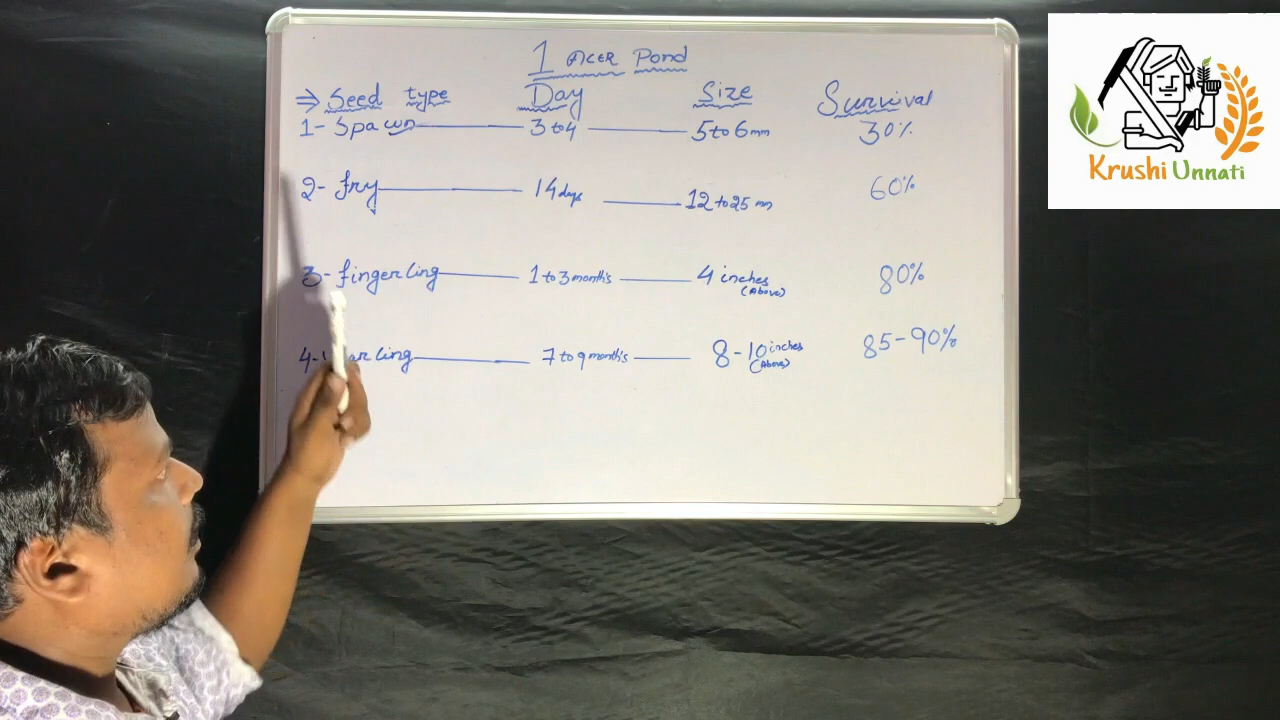 1 Acer Pond
⇒ Seed type Day Size Survival
1- Spawn 3 to 4 5 to 6 mm 30%
2- fry 14 days 12 to 25 mm 60%
3- fingerling 1 to 3 month's 4 inches (Above) 80%
4- 7 to 9 month's 8-10 inches (Above) 85-90%
Krushi Unnati